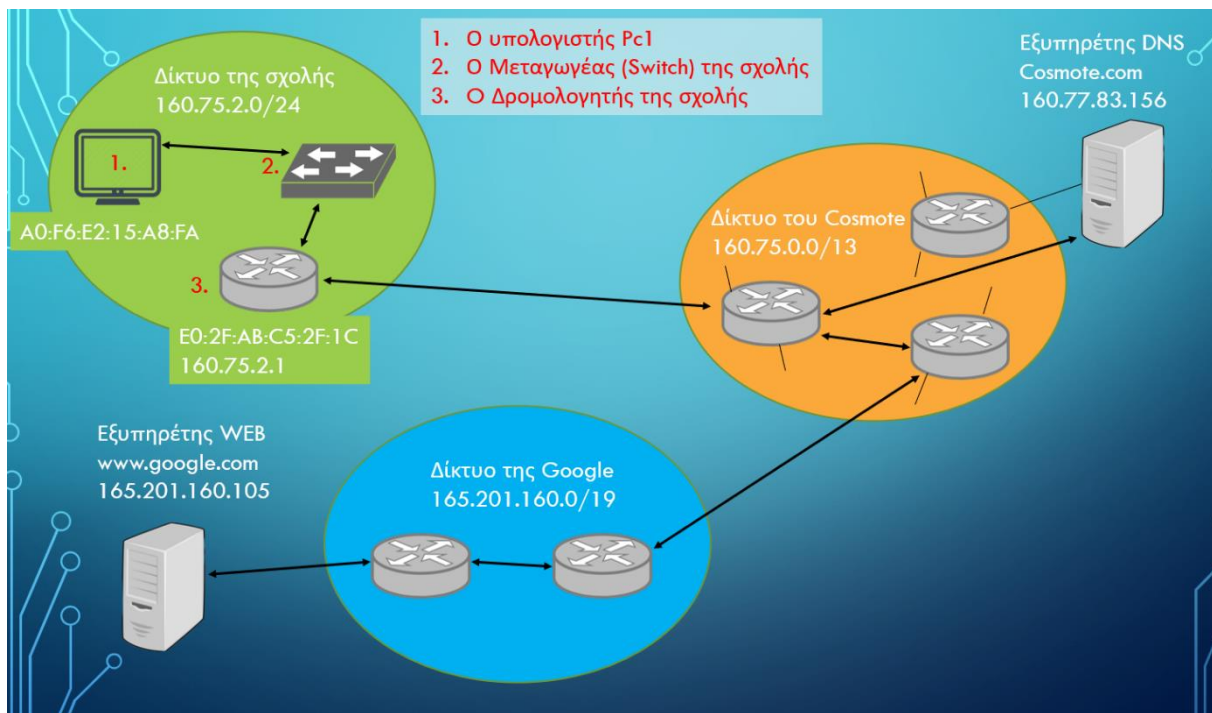 1. Ο υπολογιστής Pc1
2. Ο Μεταγωγέας (Switch) της σχολής
3. Ο Δρομολογητής της σχολής
Δίκτυο της σχολής
160.75.2.0/24
1.
2.
A0:F6:E2:15:A8:FA
3.
E0:2F:AB:C5:2F:1C
160.75.2.1
Εξυπηρέτης DNS
Cosmote.com
160.77.83.156
Δίκτυο του Cosmote
160.75.0.0/13
Εξυπηρέτης WEB
www.google.com
165.201.160.105
Δίκτυο της Google
165.201.160.0/19